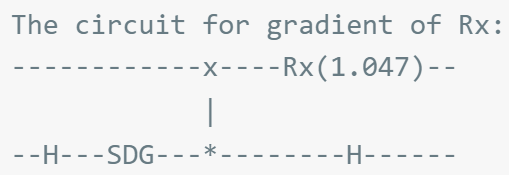 The circuit for gradient of Rx:
------------x----Rx(1.047)--
            |
--H---SDG---*--------H------